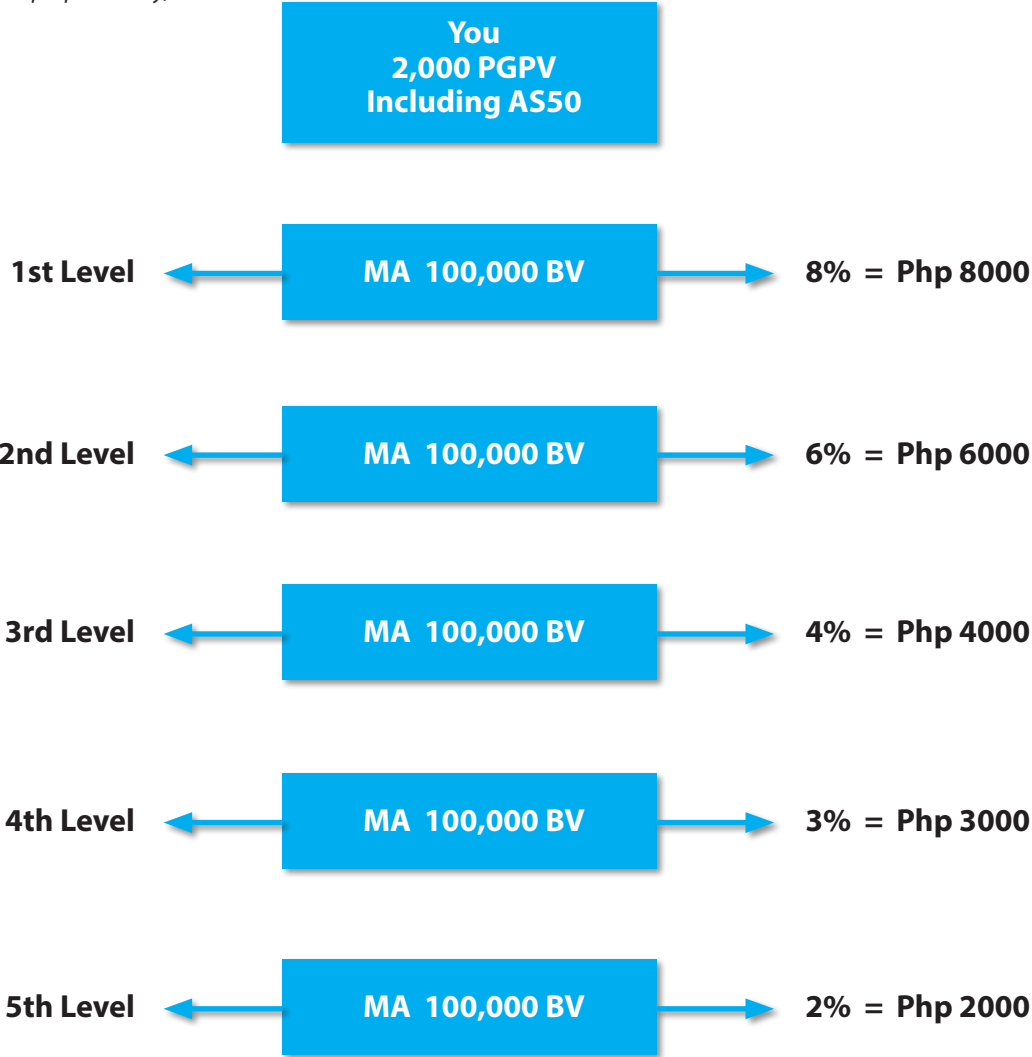 You
2,000 PGPV
Including AS50
1st Level MA 100,000 BV 8% = Php 8000
2nd Level MA 100,000 BV 6% = Php 6000
3rd Level MA 100,000 BV 4% = Php 4000
4th Level MA 100,000 BV 3% = Php 3000
5th Level MA 100,000 BV 2% = Php 2000